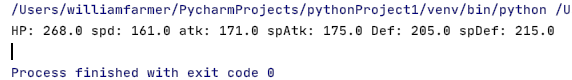 /Users/williamfarmer/PycharmProjects/pythonProject1/venv/bin/python /U
HP: 268.0 spd: 161.0 atk: 171.0 spAtk: 175.0 Def: 205.0 spDef: 215.0
Process finished with exit code 0